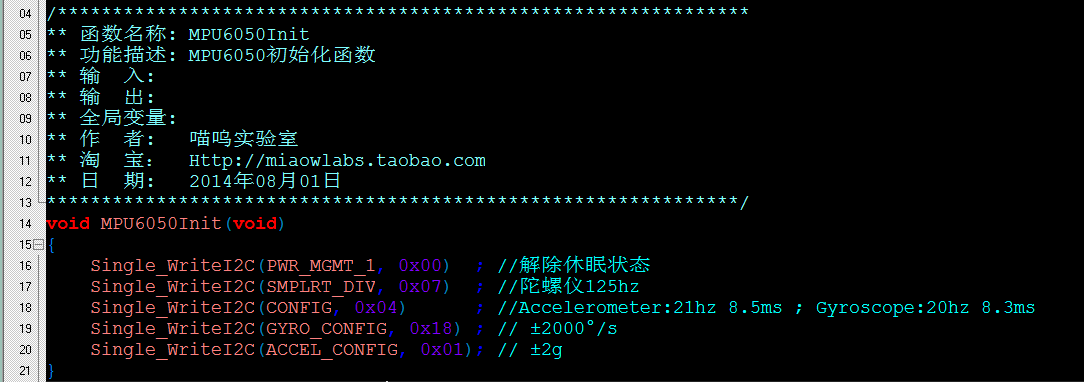 04 /****************************************************************
05 ** 函数名称: MPU6050Init
06 ** 功能描述: MPU6050初始化函数
07 ** 输　入:
08 ** 输　出:
09 ** 全局变量:
10 ** 作　者:　喵呜实验室
11 ** 淘　宝:　Http://miaowlabs.taobao.com
12 ** 日　期:　2014年08月01日
13 ****************************************************************/
14 void MPU6050Init(void)
15 {
16     Single_WriteI2C(PWR_MGMT_1, 0x00)  ; //解除休眠状态
17     Single_WriteI2C(SMPLRT_DIV, 0x07)  ; //陀螺仪125hz
18     Single_WriteI2C(CONFIG, 0x04)      ; //Accelerometer:21hz 8.5ms ; Gyroscope:20hz 8.3ms
19     Single_WriteI2C(GYRO_CONFIG, 0x18) ; // ±2000°/s
20     Single_WriteI2C(ACCEL_CONFIG, 0x01); // ±2g
21 }